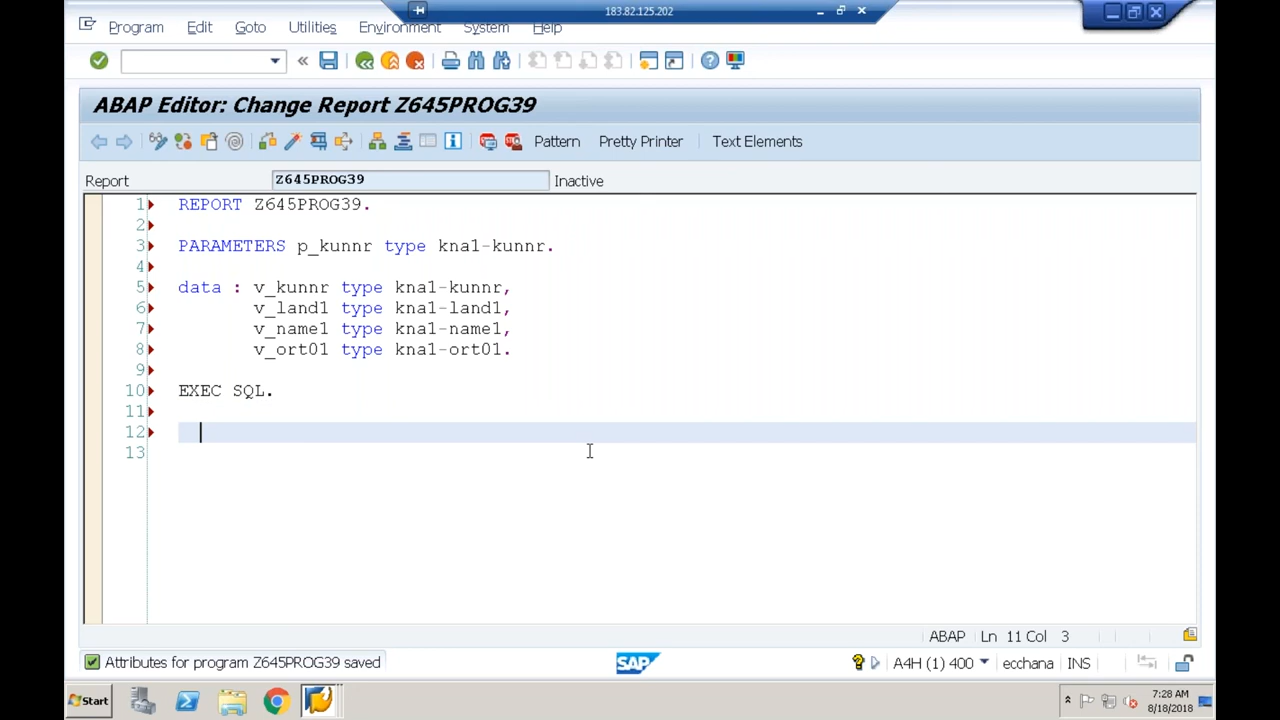 183.82.125.202
Program Edit Goto Utilities Environment System Help
ABAP Editor: Change Report Z645PROG39
Pattern Pretty Printer Text Elements
Report Z645PROG39 Inactive
1 REPORT Z645PROG39.
2
3 PARAMETERS p_kunnr type kna1-kunnr.
4
5 data : v_kunnr type kna1-kunnr,
6 v_land1 type kna1-land1,
7 v_name1 type kna1-name1,
8 v_ort01 type kna1-ort01.
9
10 EXEC SQL.
11
12
13
ABAP Ln 11 Col 3
Attributes for program Z645PROG39 saved SAP A4H (1) 400 ecchana INS
Start 7:28 AM
8/18/2018